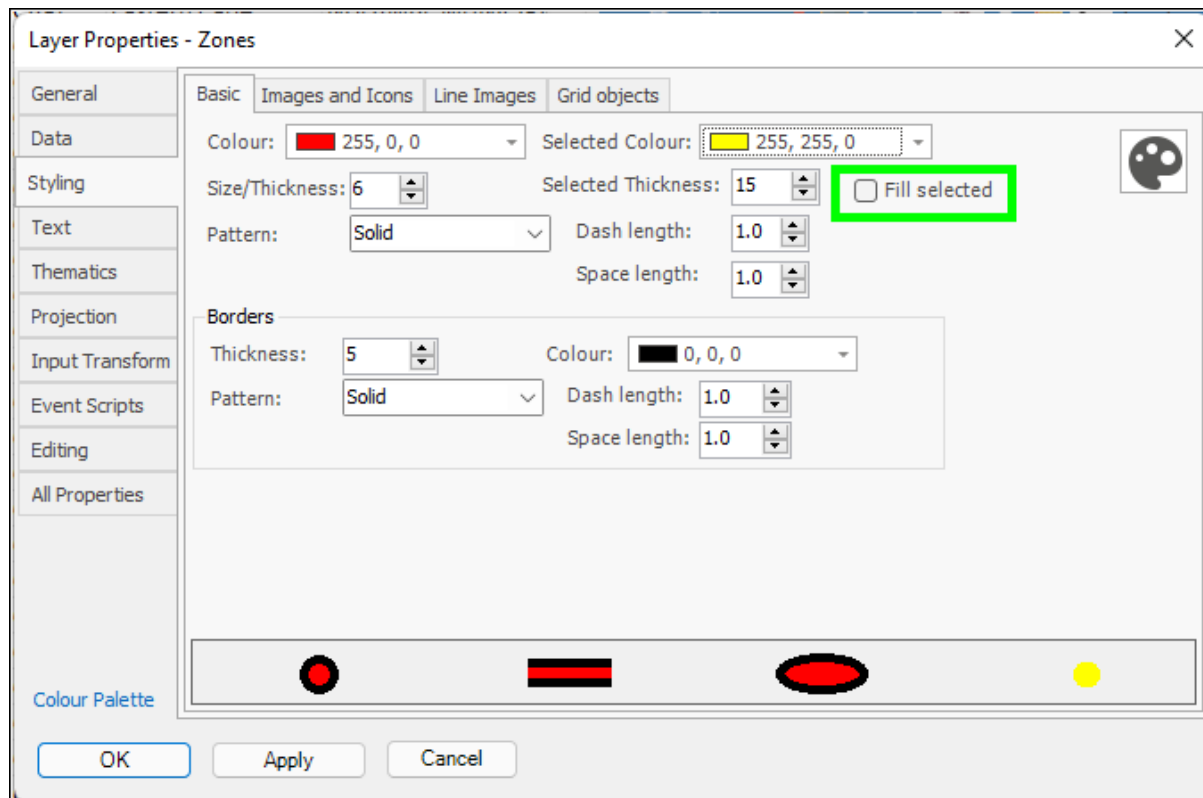 Layer Properties - Zones
General
Data
Styling
Text
Thematics
Projection
Input Transform
Event Scripts
Editing
All Properties
Colour Palette
Basic Images and Icons Line Images Grid objects
Colour: 255, 0, 0 Selected Colour: 255, 255, 0
Size/Thickness: 6 Selected Thickness: 15 Fill selected
Pattern: Solid Dash length: 1.0
Space length: 1.0
Borders
Thickness: 5 Colour: 0, 0, 0
Pattern: Solid Dash length: 1.0
Space length: 1.0
OK Apply Cancel